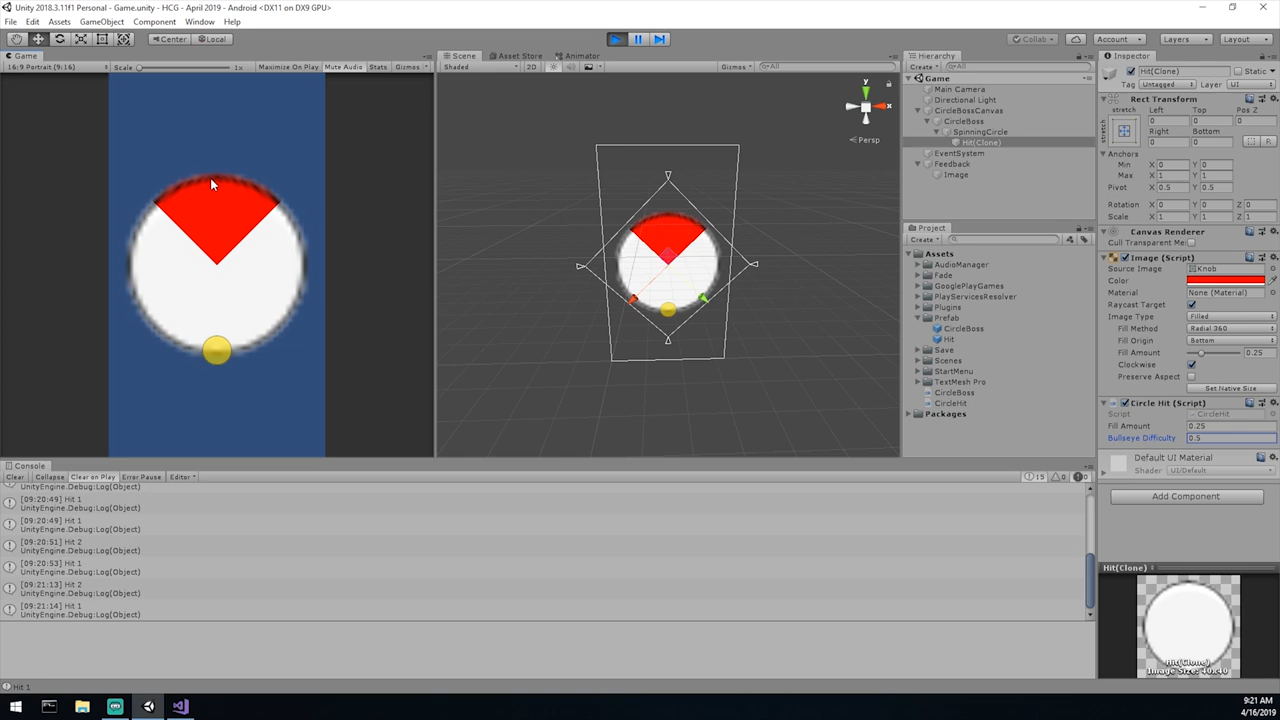 Unity 2018.3.11f1 Personal - Game.unity - HCG - April 2019 - Android <DX11 on DX9 GPU>
File Edit Assets GameObject Component Window Help
Center Local Collab Account Layers Layout
Game
16:9 Portrait (9:16) Scale 1x Maximize On Play Mute Audio Stats Gizmos
Scene Asset Store Animator
Shaded 2D Gizmos All
y
x
Persp
Hierarchy
Create All
Game
Main Camera
Directional Light
CircleBossCanvas
CircleBoss
SpinningCircle
Hit(Clone)
EventSystem
Feedback
Image
Project
Create
Assets
AudioManager
Fade
GooglePlayGames
PlayServicesResolver
Plugins
Prefab
CircleBoss
Hit
Save
Scenes
StartMenu
TextMesh Pro
CircleBoss
CircleHit
Packages
Inspector
Hit(Clone) Static
Tag Untagged Layer UI
Rect Transform
stretch Left Top Pos Z
stretch 0 0 0
Right Bottom
0 0 R
Anchors
Min X 0 Y 0
Max X 1 Y 1
Pivot X 0.5 Y 0.5
Rotation X 0 Y 0 Z 0
Scale X 1 Y 1 Z 1
Canvas Renderer
Cull Transparent Me
Image (Script)
Source Image Knob
Color
Material None (Material)
Raycast Target
Image Type Filled
Fill Method Radial 360
Fill Origin Bottom
Fill Amount 0.25
Clockwise
Preserve Aspect
Set Native Size
Circle Hit (Script)
Script CircleHit
Fill Amount 0.25
Bullseye Difficulty 0.5
Default UI Material
Shader UI/Default
Add Component
Hit(Clone)
Hit(Clone)
Image Size: 40x40
Console
Clear Collapse Clear on Play Error Pause Editor 15 0 0
UnityEngine.Debug:Log(Object)
[09:20:49] Hit 1
UnityEngine.Debug:Log(Object)
[09:20:49] Hit 1
UnityEngine.Debug:Log(Object)
[09:20:51] Hit 2
UnityEngine.Debug:Log(Object)
[09:20:53] Hit 1
UnityEngine.Debug:Log(Object)
[09:21:13] Hit 2
UnityEngine.Debug:Log(Object)
[09:21:14] Hit 1
UnityEngine.Debug:Log(Object)
Hit 1
9:21 AM
4/16/2019